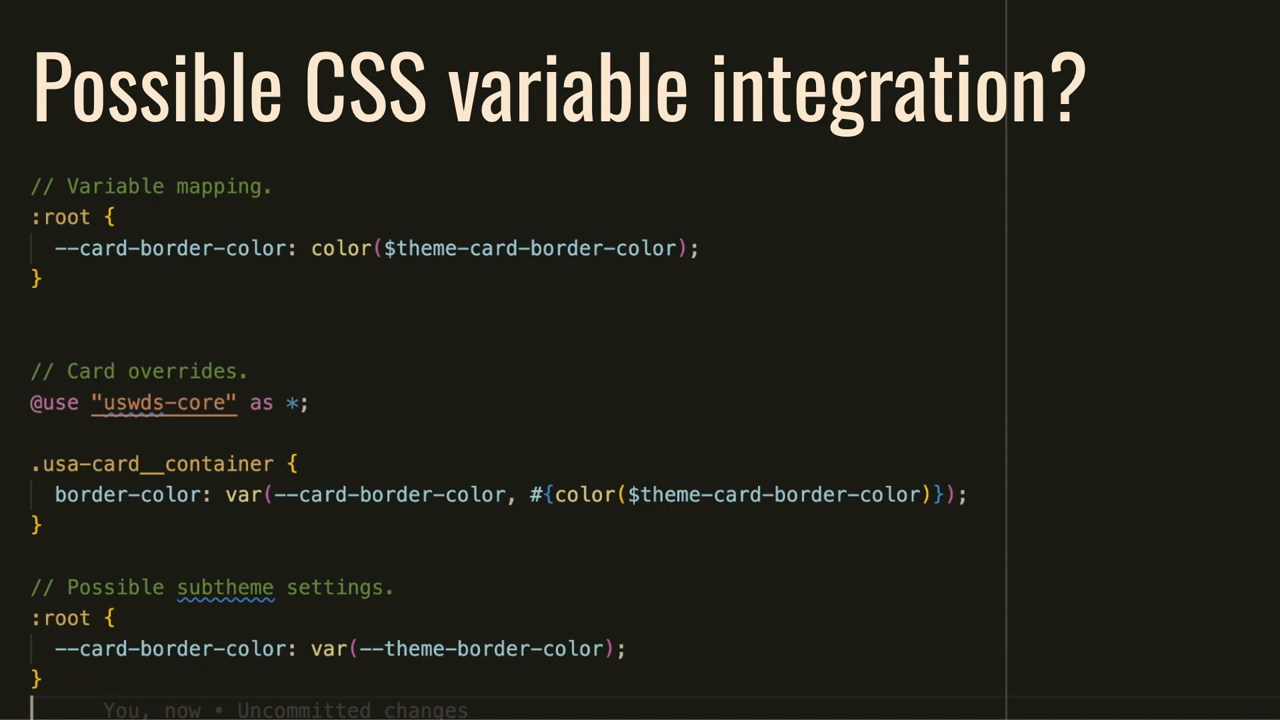 Possible CSS variable integration?
// Variable mapping.
:root {
--card-border-color: color($theme-card-border-color);
}
// Card overrides.
@use "uswds-core" as *;
.usa-card__container {
border-color: var(--card-border-color, #{color($theme-card-border-color)});
}
// Possible subtheme settings.
:root {
--card-border-color: var(--theme-border-color);
}
You, now • Uncommitted changes